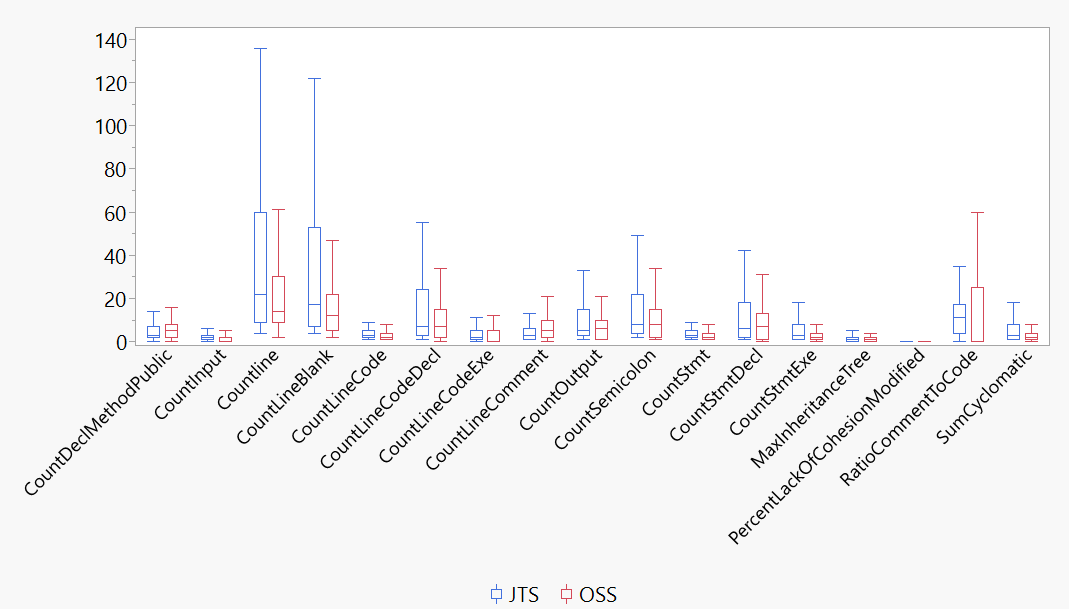 140
120
100
80
60
40
20
0
CountDeclMethodPublic
CountInput
Countline
CountLineBlank
CountLineCode
CountLineCodeDecl
CountLineCodeExe
CountLineComment
CountOutput
CountSemicolon
CountStmt
CountStmtDecl
CountStmtExe
MaxInheritanceTree
PercentLackOfCohesionModified
RatioCommentToCode
SumCyclomatic
JTS OSS